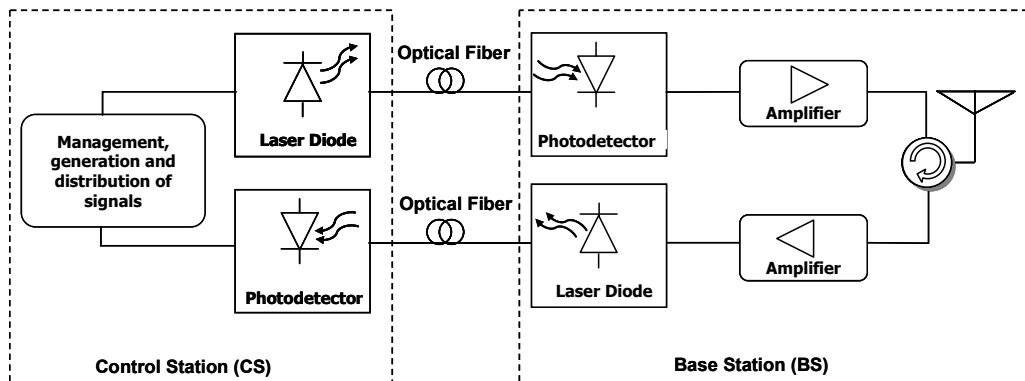 Optical Fiber
Laser Diode
Photodetector
Amplifier
Management,
generation and
distribution of
signals
Optical Fiber
Photodetector
Laser Diode
Amplifier
Control Station (CS)
Base Station (BS)